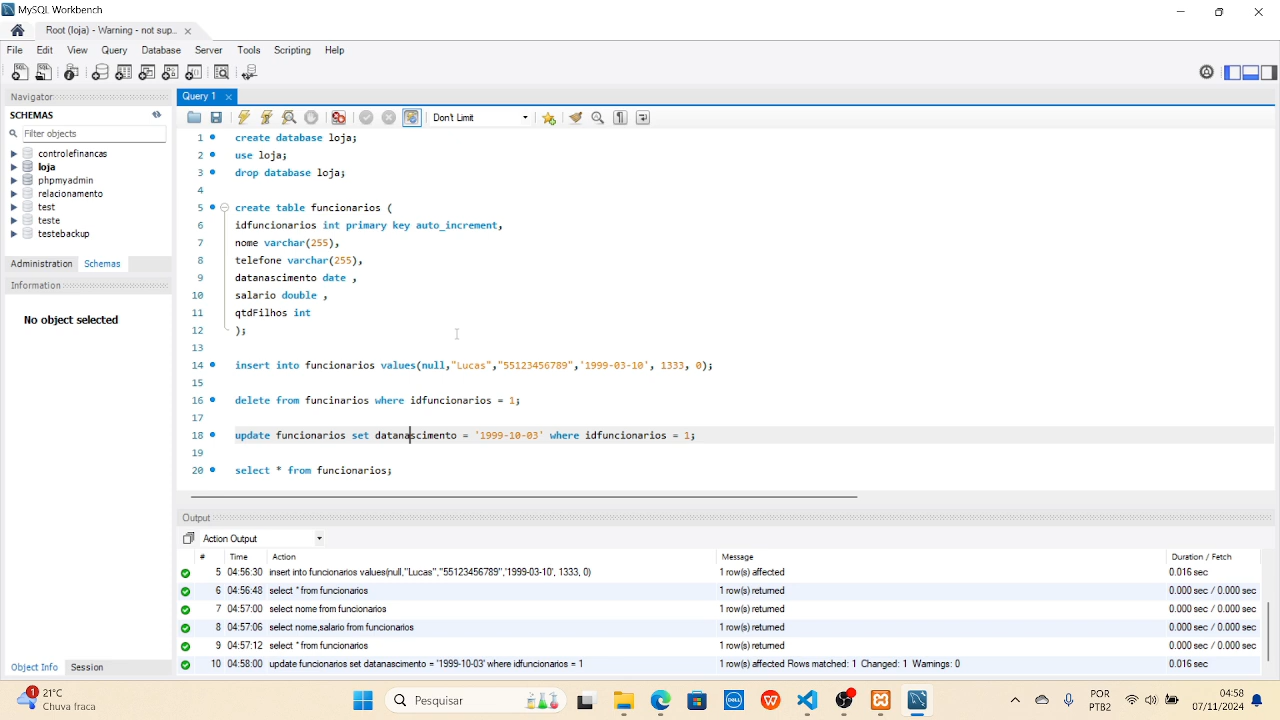 MySQL Workbench
Root (loja) - Warning - not sup..
File Edit View Query Database Server Tools Scripting Help
Navigator
SCHEMAS
Filter objects
controlefinancas
loja
phpmyadmin
relacionamento
test
teste
testebackup
Administration Schemas
Information
No object selected
Object Info Session
Query 1
Don't Limit
1 create database loja;
2 use loja;
3 drop database loja;
4
5 create table funcionarios (
6 idfuncionarios int primary key auto_increment,
7 nome varchar(255),
8 telefone varchar(255),
9 datanascimento date ,
10 salario double ,
11 qtdFilhos int
12 );
13
14 insert into funcionarios values(null,"Lucas","55123456789",'1999-03-10', 1333, 0);
15
16 delete from funcinarios where idfuncionarios = 1;
17
18 update funcionarios set datanascimento = '1999-10-03' where idfuncionarios = 1;
19
20 select * from funcionarios;
Output
Action Output
# Time Action Message Duration / Fetch
5 04:56:30 insert into funcionarios values(null,"Lucas","55123456789",'1999-03-10', 1333, 0) 1 row(s) affected 0.016 sec
6 04:56:48 select * from funcionarios 1 row(s) returned 0.000 sec / 0.000 sec
7 04:57:00 select nome from funcionarios 1 row(s) returned 0.000 sec / 0.000 sec
8 04:57:06 select nome,salario from funcionarios 1 row(s) returned 0.000 sec / 0.000 sec
9 04:57:12 select * from funcionarios 1 row(s) returned 0.000 sec / 0.000 sec
10 04:58:00 update funcionarios set datanascimento = '1999-10-03' where idfuncionarios = 1 1 row(s) affected Rows matched: 1 Changed: 1 Warnings: 0 0.016 sec
1
21°C
Chuva fraca
Pesquisar
DELL
POR
PTB2
04:58
07/11/2024